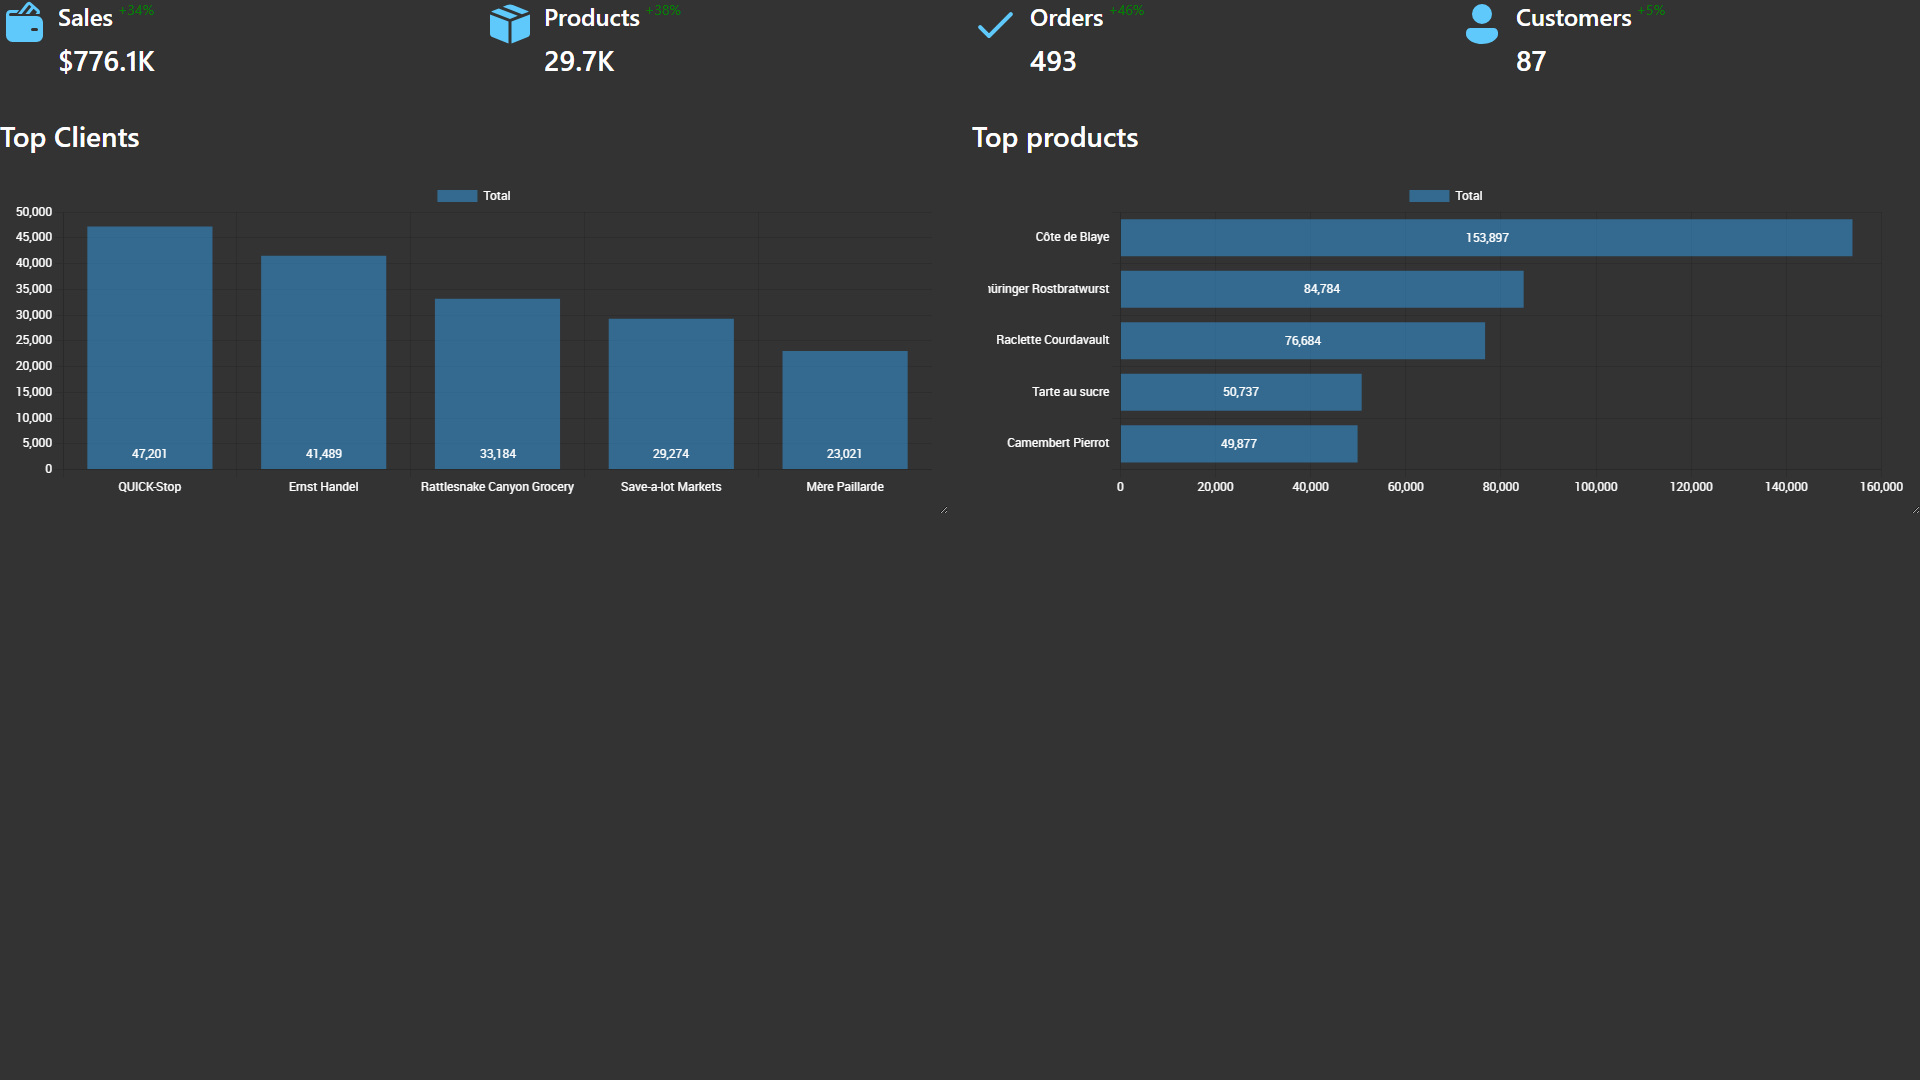 Sales +34%
$776.1K
Products +38%
29.7K
Orders +46%
493
Customers +5%
87
Top Clients
Total
50,000
45,000
40,000
35,000
30,000
25,000
20,000
15,000
10,000
5,000
0
47,201
41,489
33,184
29,274
23,021
QUICK-Stop
Ernst Handel
Rattlesnake Canyon Grocery
Save-a-lot Markets
Mère Paillarde
Top products
Total
Côte de Blaye
153,897
üringer Rostbratwurst
84,784
Raclette Courdavault
76,684
Tarte au sucre
50,737
Camembert Pierrot
49,877
0
20,000
40,000
60,000
80,000
100,000
120,000
140,000
160,000